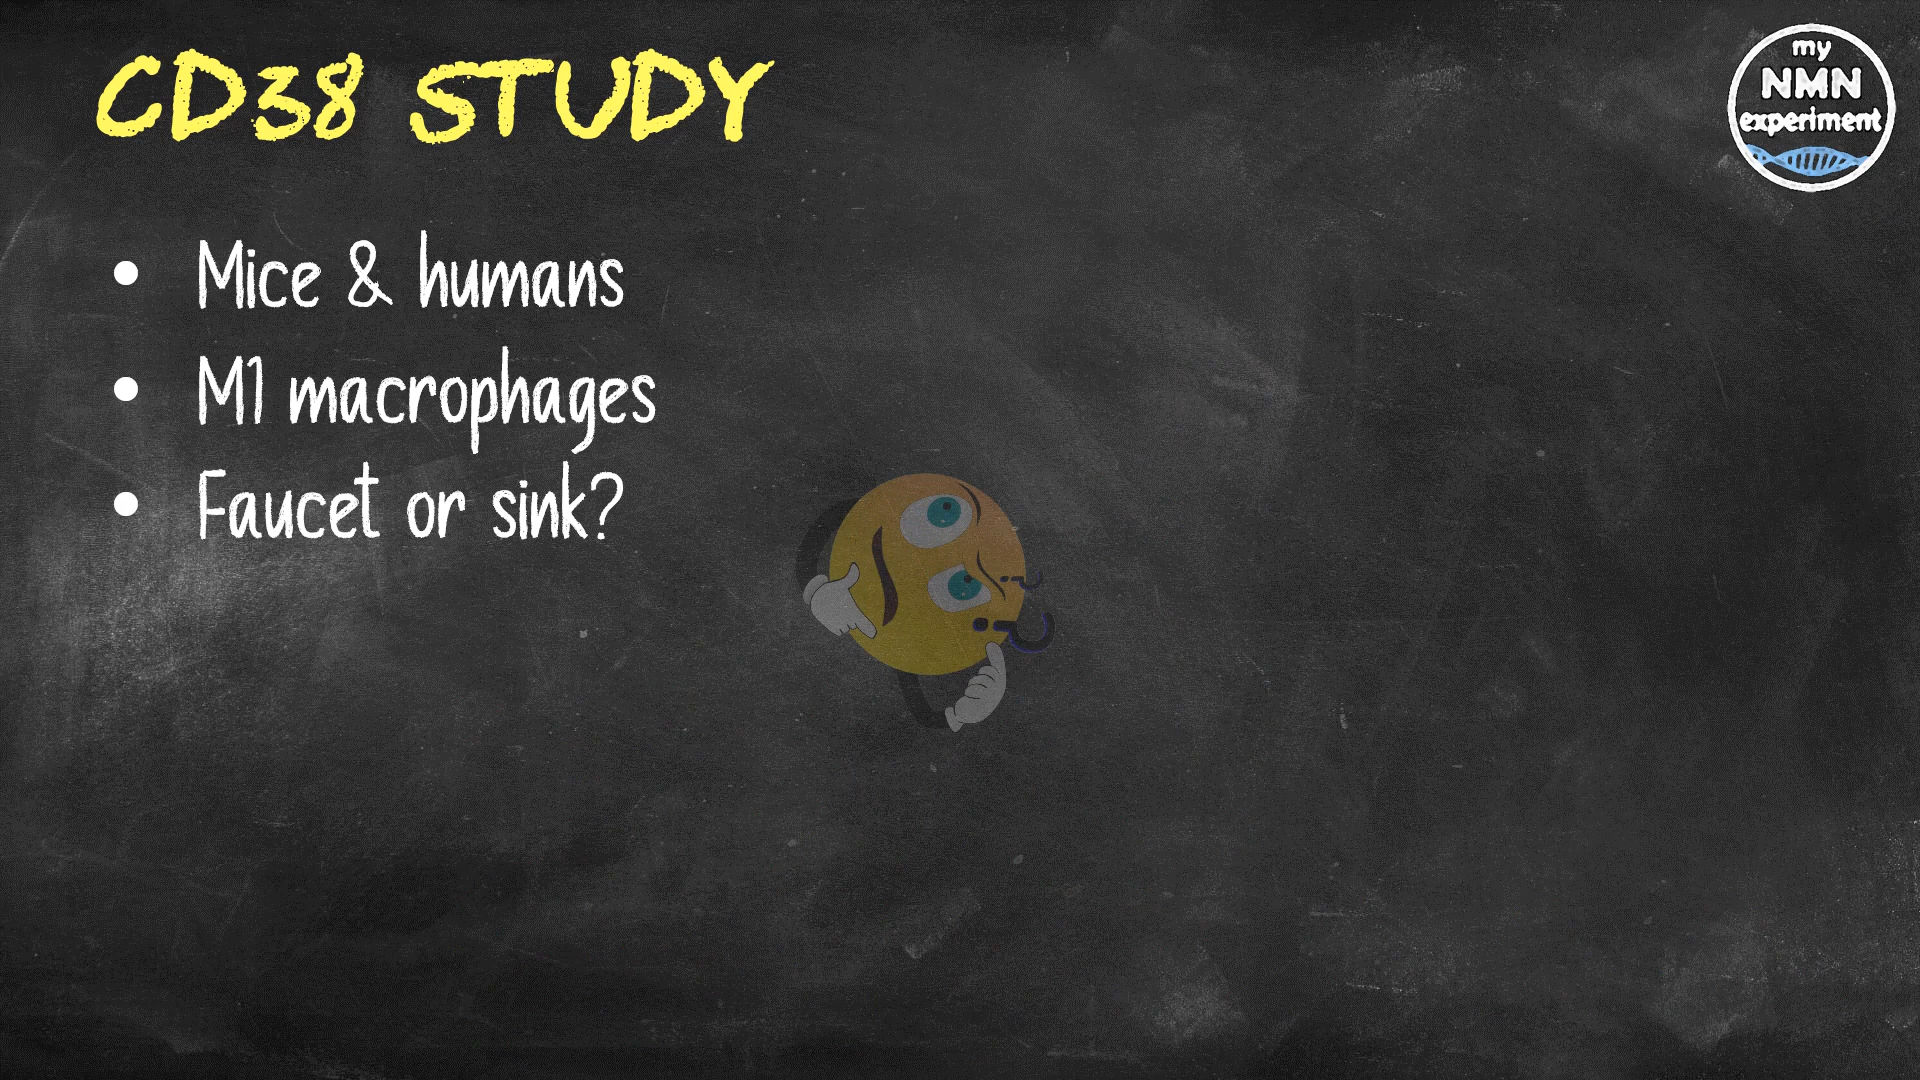 CD38 STUDY
my
NMN
experiment
• Mice & humans
• M1 macrophages
• Faucet or sink?
? ?